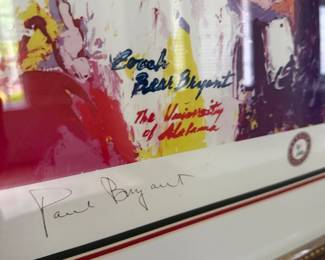 Coach
Bear Bryant
The University
of Alabama
Paul Bryant